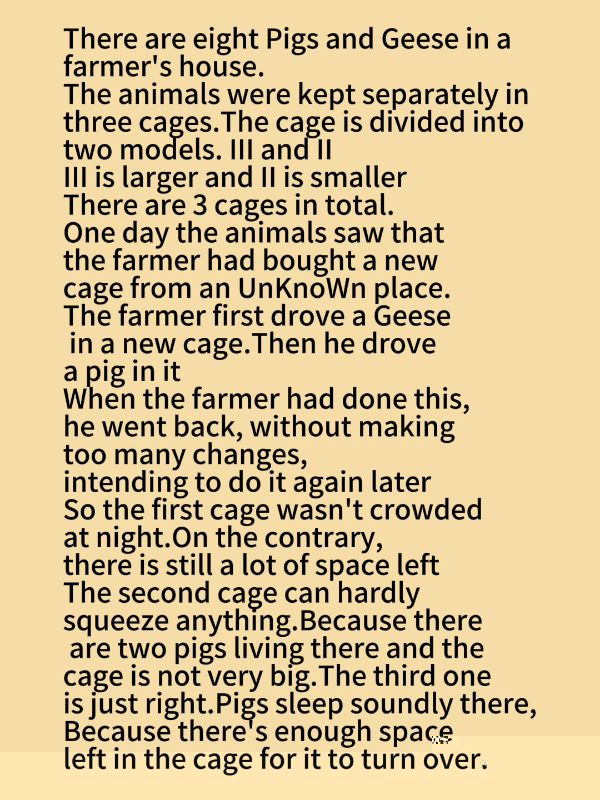 There are eight Pigs and Geese in a
farmer's house.
The animals were kept separately in
three cages.The cage is divided into
two models. III and II
III is larger and II is smaller
There are 3 cages in total.
One day the animals saw that
the farmer had bought a new
cage from an UnKnoWn place.
The farmer first drove a Geese
in a new cage.Then he drove
a pig in it
When the farmer had done this,
he went back, without making
too many changes,
intending to do it again later
So the first cage wasn't crowded
at night.On the contrary,
there is still a lot of space left
The second cage can hardly
squeeze anything.Because there
are two pigs living there and the
cage is not very big.The third one
is just right.Pigs sleep soundly there,
Because there's enough space
left in the cage for it to turn over.